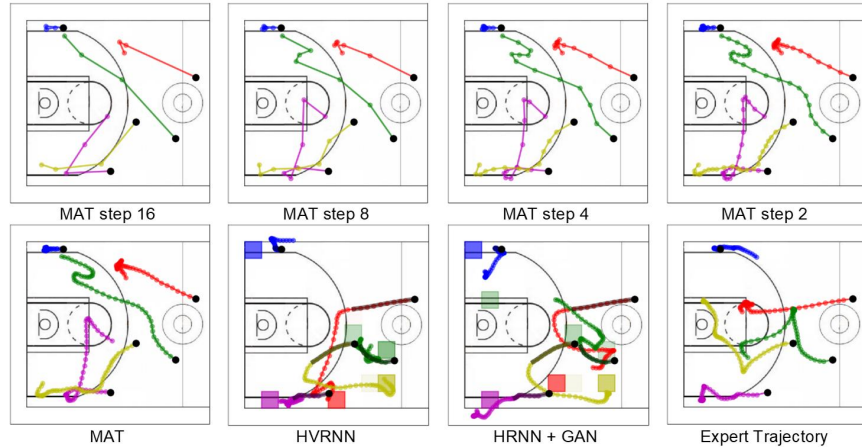 MAT step 16
MAT step 8
MAT step 4
MAT step 2
MAT
HVRNN
HRNN + GAN
Expert Trajectory